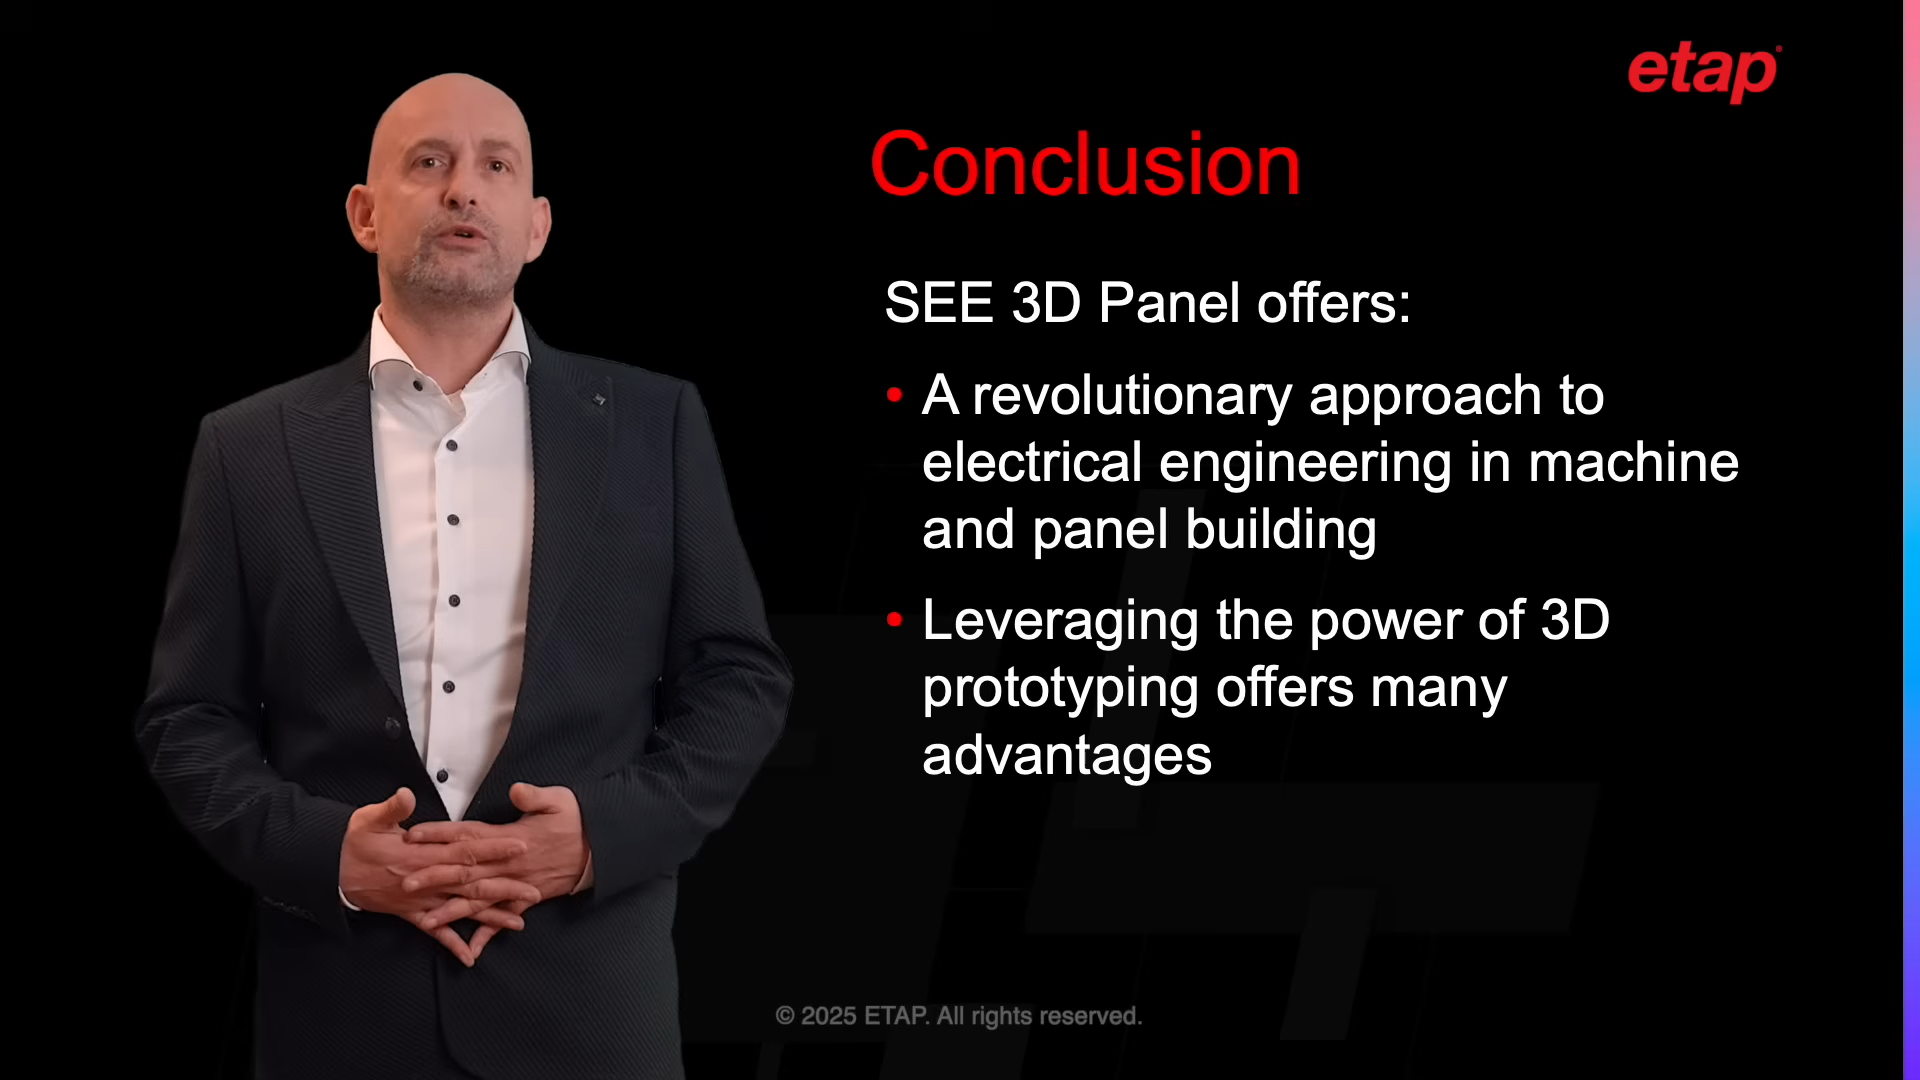 etap
Conclusion
SEE 3D Panel offers:
• A revolutionary approach to
electrical engineering in machine
and panel building
• Leveraging the power of 3D
prototyping offers many
advantages
© 2025 ETAP. All rights reserved.